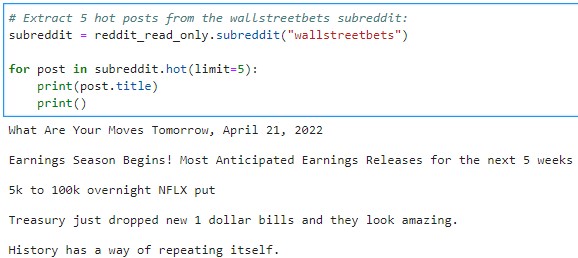 # Extract 5 hot posts from the wallstreetbets subreddit:
subreddit = reddit_read_only.subreddit("wallstreetbets")
for post in subreddit.hot(limit=5):
    print(post.title)
    print()
What Are Your Moves Tomorrow, April 21, 2022
Earnings Season Begins! Most Anticipated Earnings Releases for the next 5 weeks
5k to 100k overnight NFLX put
Treasury just dropped new 1 dollar bills and they look amazing.
History has a way of repeating itself.